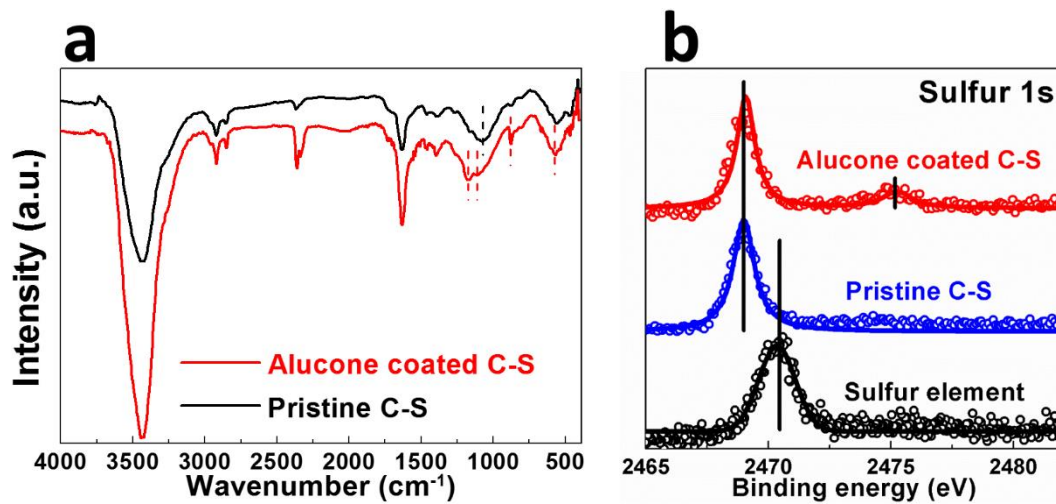 a
Intensity (a.u.)
Alucone coated C-S
Pristine C-S
4000 3500 3000 2500 2000 1500 1000 500
Wavenumber (cm⁻¹)
b
Sulfur 1s
Alucone coated C-S
Pristine C-S
Sulfur element
2465 2470 2475 2480
Binding energy (eV)